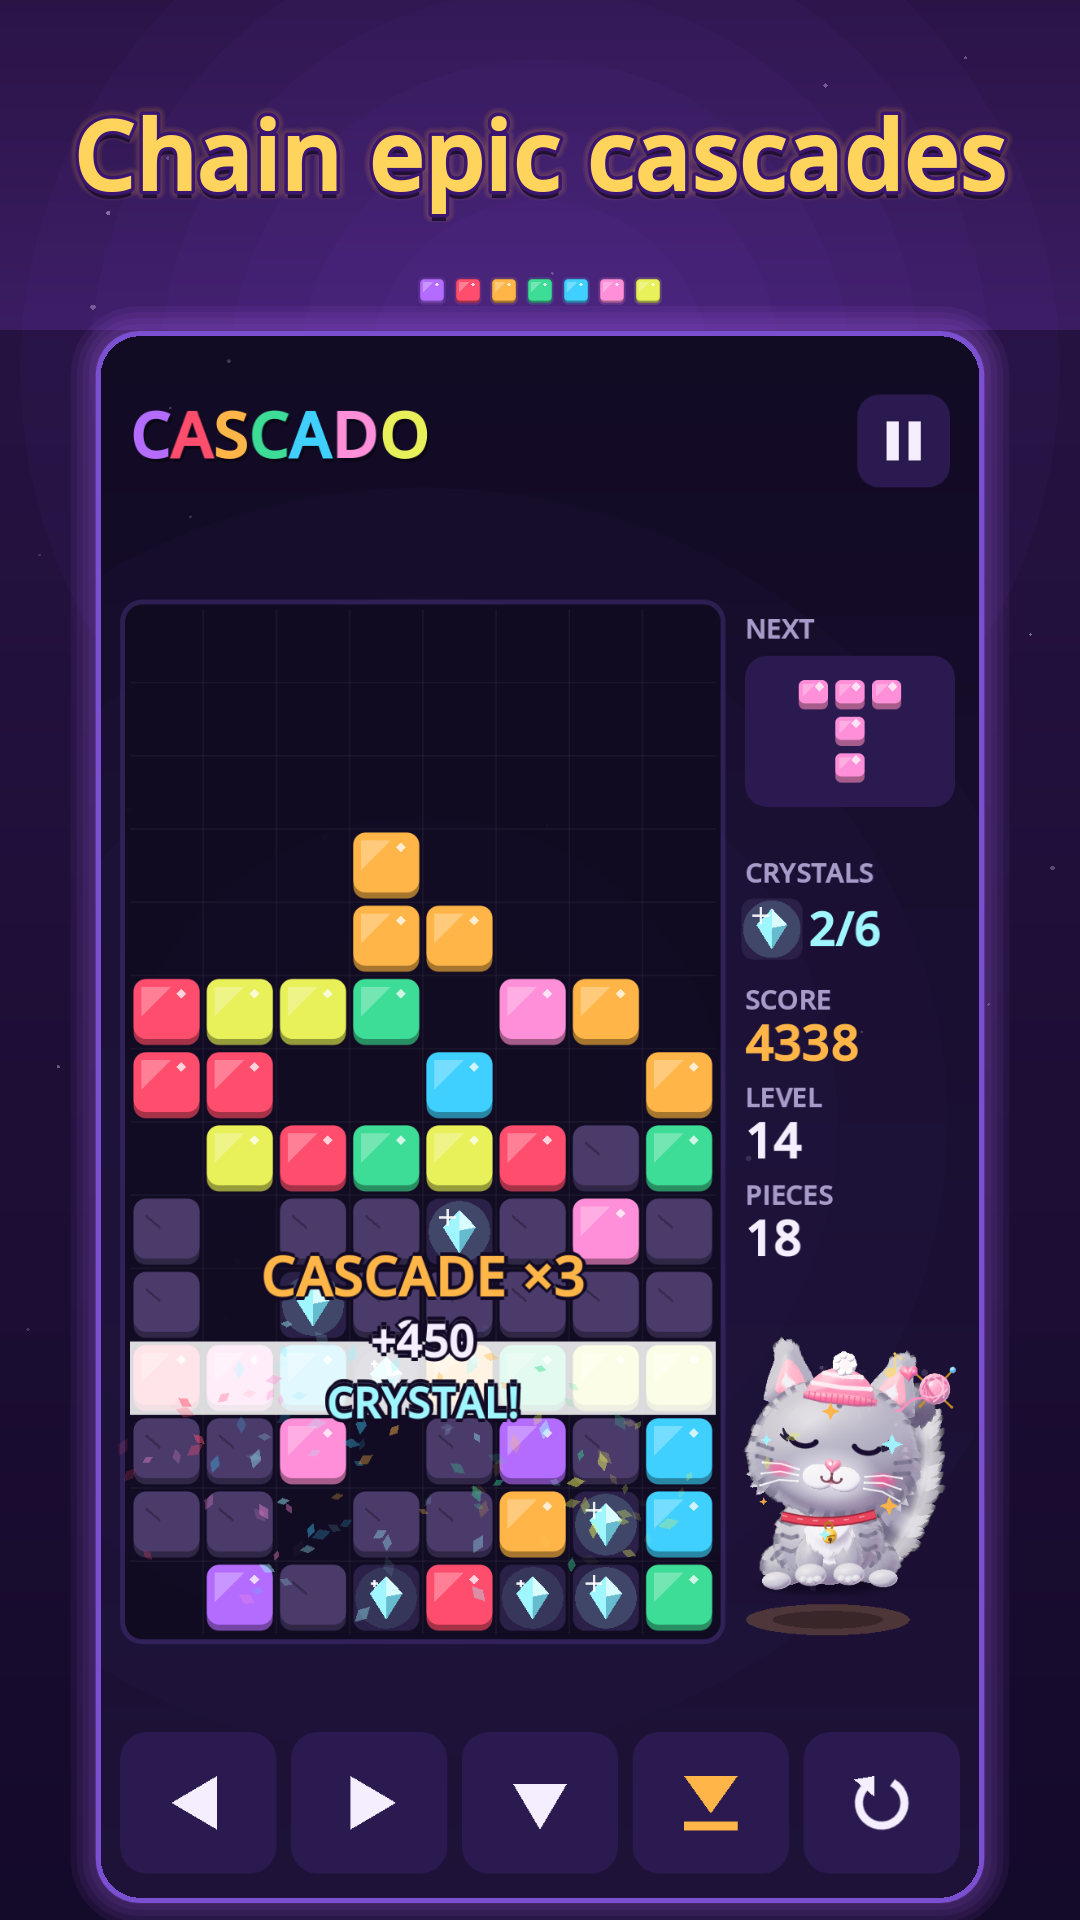 Chain epic cascades
CASCADO
NEXT
CRYSTALS
2/6
SCORE
4338
LEVEL
14
PIECES
18
CASCADE ×3
+450
CRYSTAL!